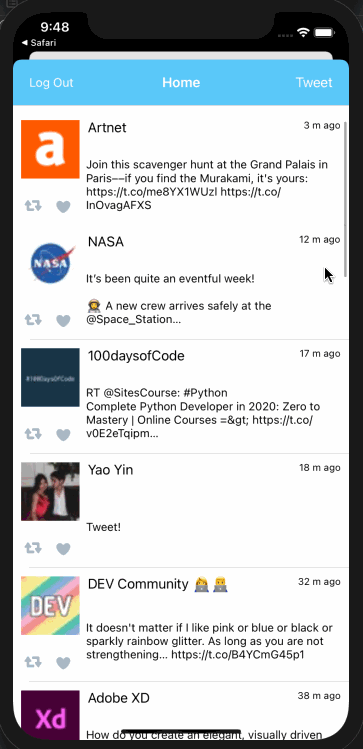 9:48
◀ Safari
Log Out Home Tweet
a
Artnet 3 m ago
Join this scavenger hunt at the Grand Palais in
Paris—if you find the Murakami, it's yours:
https://t.co/me8YX1WUzI https://t.co/
InOvagAFXS
NASA
NASA 12 m ago
It's been quite an eventful week!
👩‍🚀 A new crew arrives safely at the
@Space_Station...
#100DaysOfCode
100daysofCode 17 m ago
RT @SitesCourse: #Python
Complete Python Developer in 2020: Zero to
Mastery | Online Courses =&gt; https://t.co/
v0E2eTqipm...
Yao Yin 18 m ago
Tweet!
DEV
DEV Community 👩‍💻👨‍💻 32 m ago
It doesn't matter if I like pink or blue or black or
sparkly rainbow glitter. As long as you are not
strengthening... https://t.co/B4YCmG45p1
Xd
Adobe XD 38 m ago
How do you create an elegant, visually driven